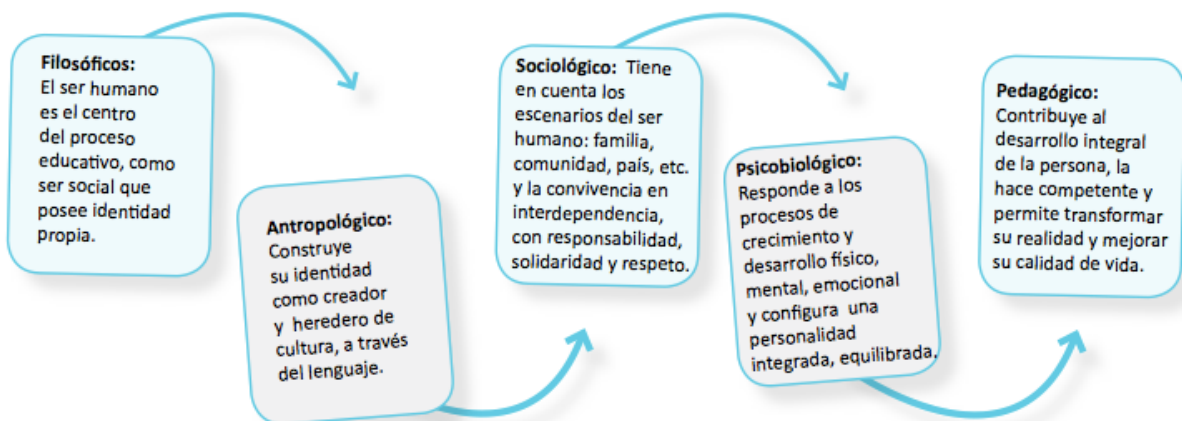 Filosóficos:
El ser humano
es el centro
del proceso
educativo, como
ser social que
posee identidad
propia.
Antropológico:
Construye
su identidad
como creador
y heredero de
cultura, a través
del lenguaje.
Sociológico: Tiene
en cuenta los
escenarios del ser
humano: familia,
comunidad, país, etc.
y la convivencia en
interdependencia,
con responsabilidad,
solidaridad y respeto.
Psicobiológico:
Responde a los
procesos de
crecimiento y
desarrollo físico,
mental, emocional
y configura una
personalidad
integrada, equilibrada.
Pedagógico:
Contribuye al
desarrollo integral
de la persona, la
hace competente y
permite transformar
su realidad y mejorar
su calidad de vida.